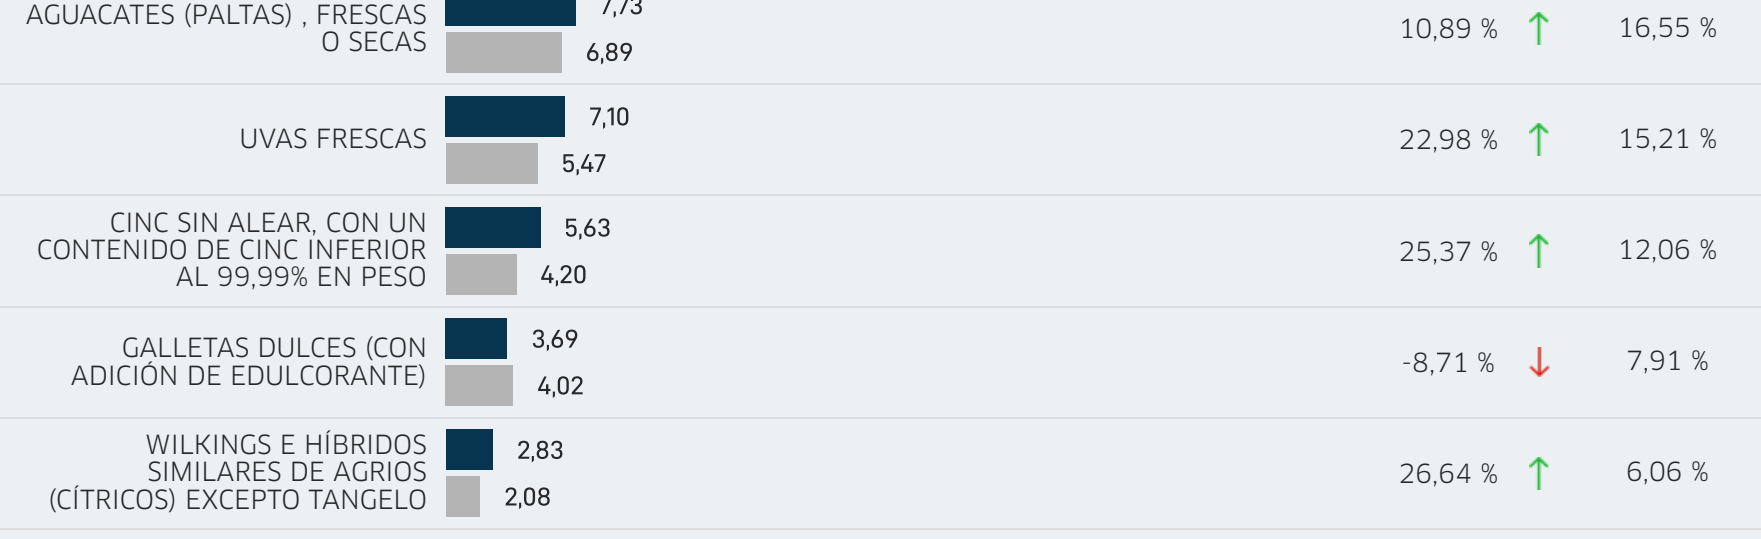 AGUACATES (PALTAS) , FRESCAS
O SECAS
7,73
6,89
10,89 %
16,55 %
UVAS FRESCAS
7,10
5,47
22,98 %
15,21 %
CINC SIN ALEAR, CON UN
CONTENIDO DE CINC INFERIOR
AL 99,99% EN PESO
5,63
4,20
25,37 %
12,06 %
GALLETAS DULCES (CON
ADICIÓN DE EDULCORANTE)
3,69
4,02
-8,71 %
7,91 %
WILKINGS E HÍBRIDOS
SIMILARES DE AGRIOS
(CÍTRICOS) EXCEPTO TANGELO
2,83
2,08
26,64 %
6,06 %